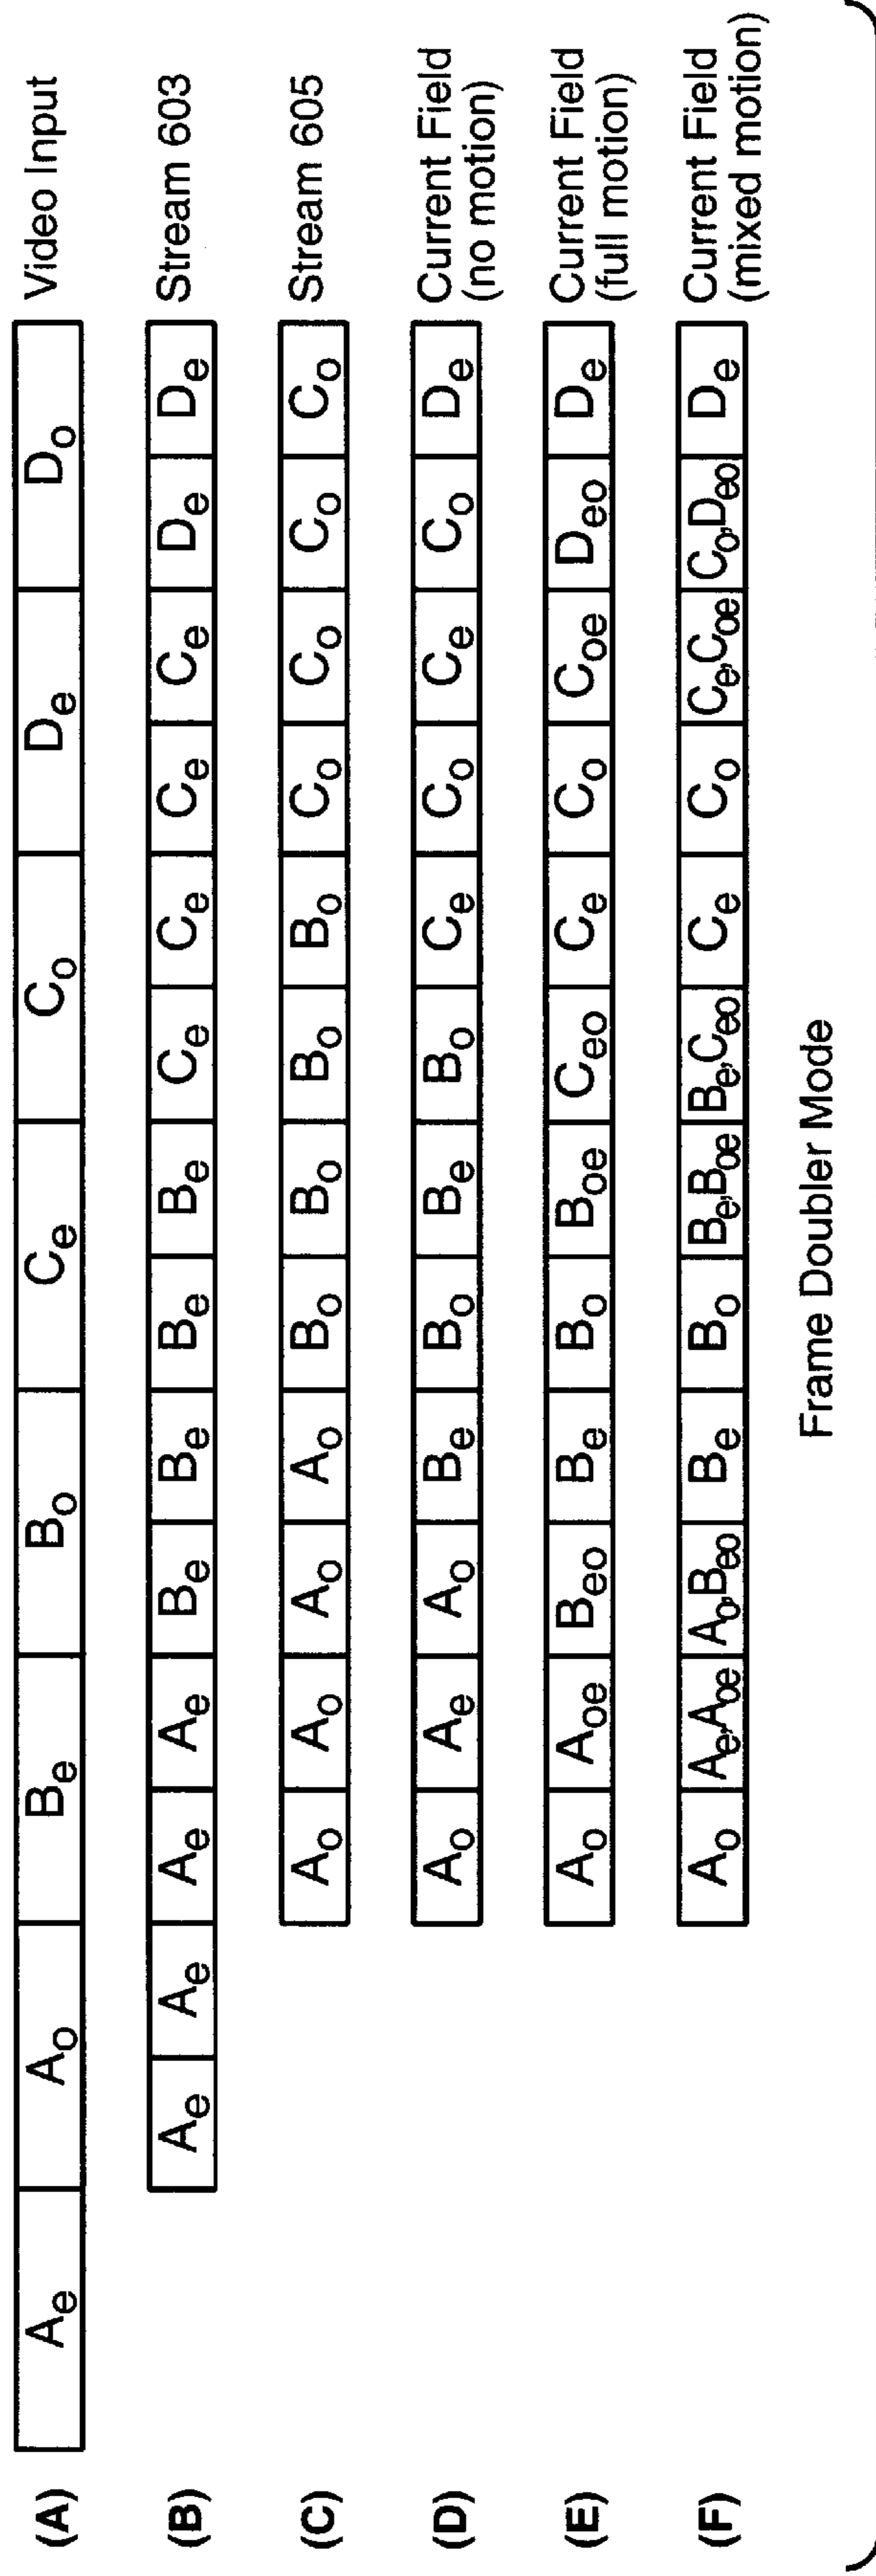 (A) Ae Ao Be Bo Ce Co De Do Video Input
(B) Ae Ae Ae Ae Be Be Be Be Ce Ce Ce Ce De De Stream 603
(C) Ao Ao Ao Ao Bo Bo Bo Bo Co Co Co Co Stream 605
(D) Ao Ae Ao Be Bo Be Bo Ce Co Ce Co De Current Field
(no motion)
(E) Ao Aoe Beo Be Bo Boe Ceo Ce Co Coe Deo De Current Field
(full motion)
(F) Ao Ae,Aoe Ao,Beo Be Bo Be,Boe Be,Ceo Ce Co Ce,Coe Co,Deo De Current Field
(mixed motion)
Frame Doubler Mode